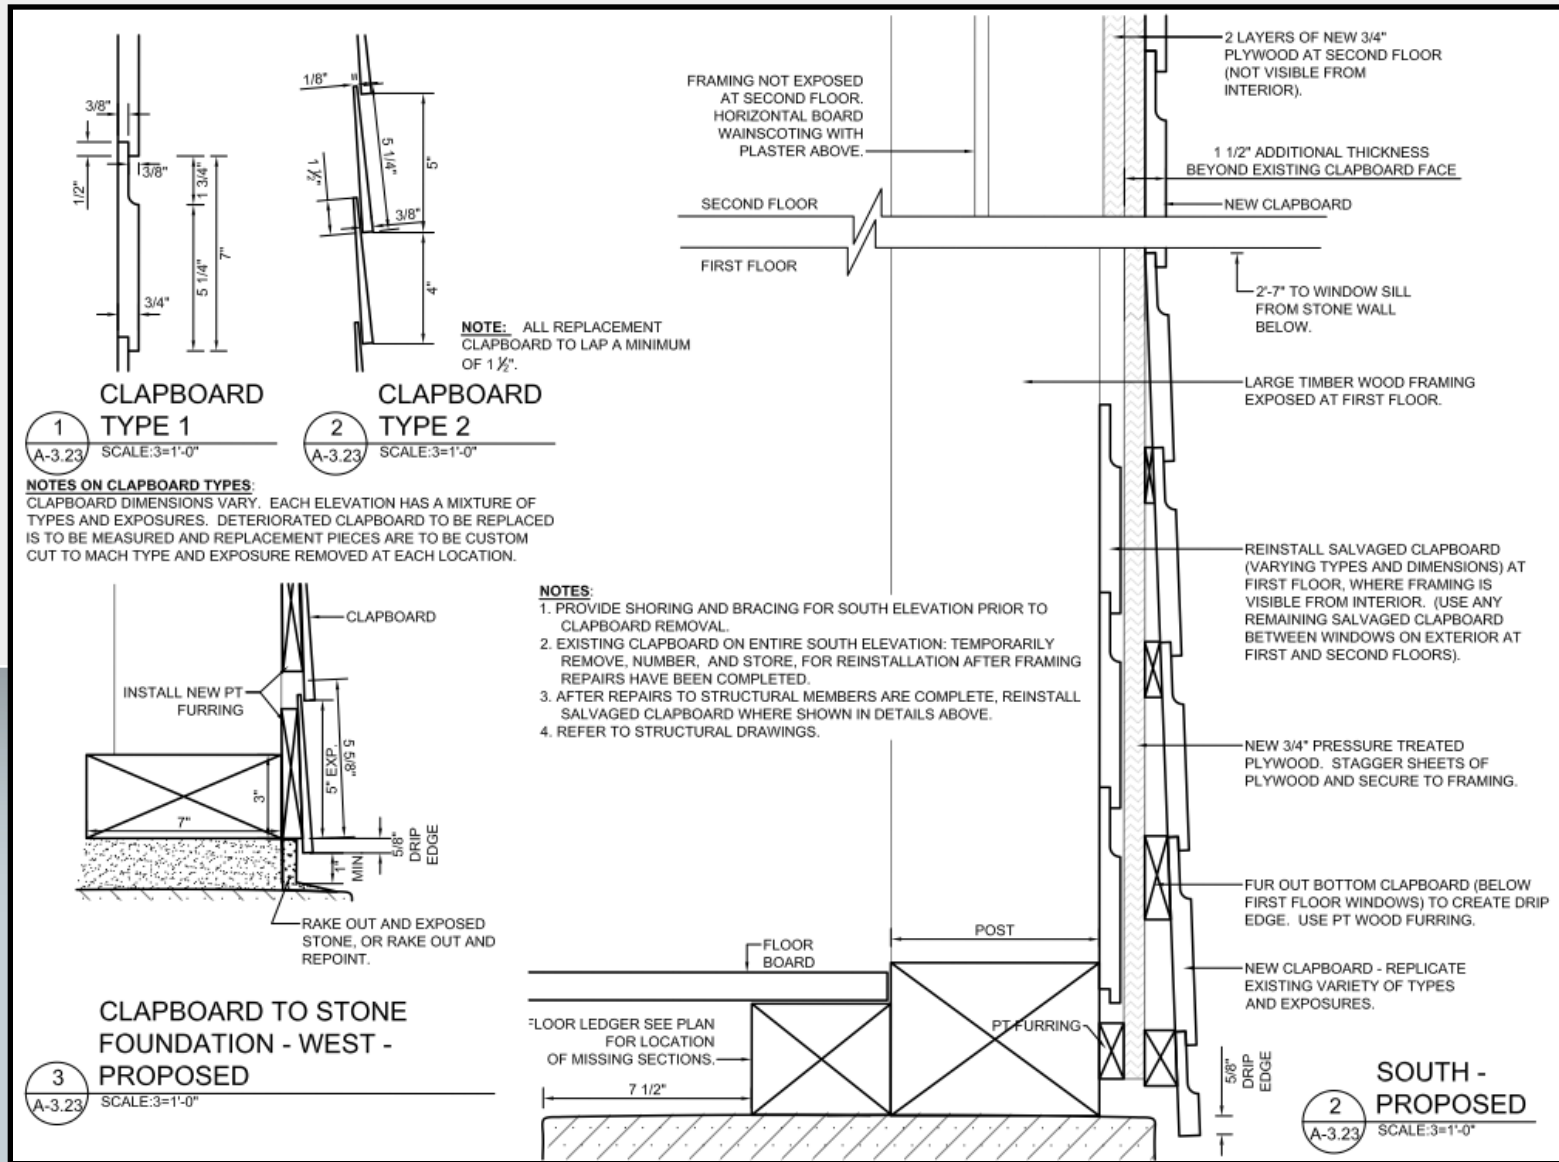 3/8"
3/8"
1/2"
1 3/4"
5 1/4"
7"
3/4"
CLAPBOARD
TYPE 1
1
A-3.23
SCALE:3=1'-0"
1/8"
5 1/4"
5"
1 ½"
3/8"
4"
NOTE: ALL REPLACEMENT
CLAPBOARD TO LAP A MINIMUM
OF 1 ½".
CLAPBOARD
TYPE 2
2
A-3.23
SCALE:3=1'-0"
NOTES ON CLAPBOARD TYPES:
CLAPBOARD DIMENSIONS VARY. EACH ELEVATION HAS A MIXTURE OF
TYPES AND EXPOSURES. DETERIORATED CLAPBOARD TO BE REPLACED
IS TO BE MEASURED AND REPLACEMENT PIECES ARE TO BE CUSTOM
CUT TO MACH TYPE AND EXPOSURE REMOVED AT EACH LOCATION.
CLAPBOARD
INSTALL NEW PT
FURRING
5" EXP.
5 5/8"
3"
7"
5/8"
DRIP
EDGE
1"
MIN.
RAKE OUT AND EXPOSED
STONE, OR RAKE OUT AND
REPOINT.
CLAPBOARD TO STONE
FOUNDATION - WEST -
PROPOSED
3
A-3.23
SCALE:3=1'-0"
NOTES:
1. PROVIDE SHORING AND BRACING FOR SOUTH ELEVATION PRIOR TO
CLAPBOARD REMOVAL.
2. EXISTING CLAPBOARD ON ENTIRE SOUTH ELEVATION: TEMPORARILY
REMOVE, NUMBER, AND STORE, FOR REINSTALLATION AFTER FRAMING
REPAIRS HAVE BEEN COMPLETED.
3. AFTER REPAIRS TO STRUCTURAL MEMBERS ARE COMPLETE, REINSTALL
SALVAGED CLAPBOARD WHERE SHOWN IN DETAILS ABOVE.
4. REFER TO STRUCTURAL DRAWINGS.
FRAMING NOT EXPOSED
AT SECOND FLOOR.
HORIZONTAL BOARD
WAINSCOTING WITH
PLASTER ABOVE.
SECOND FLOOR
FIRST FLOOR
2 LAYERS OF NEW 3/4"
PLYWOOD AT SECOND FLOOR
(NOT VISIBLE FROM
INTERIOR).
1 1/2" ADDITIONAL THICKNESS
BEYOND EXISTING CLAPBOARD FACE
NEW CLAPBOARD
2'-7" TO WINDOW SILL
FROM STONE WALL
BELOW.
LARGE TIMBER WOOD FRAMING
EXPOSED AT FIRST FLOOR.
REINSTALL SALVAGED CLAPBOARD
(VARYING TYPES AND DIMENSIONS) AT
FIRST FLOOR, WHERE FRAMING IS
VISIBLE FROM INTERIOR. (USE ANY
REMAINING SALVAGED CLAPBOARD
BETWEEN WINDOWS ON EXTERIOR AT
FIRST AND SECOND FLOORS).
NEW 3/4" PRESSURE TREATED
PLYWOOD. STAGGER SHEETS OF
PLYWOOD AND SECURE TO FRAMING.
FUR OUT BOTTOM CLAPBOARD (BELOW
FIRST FLOOR WINDOWS) TO CREATE DRIP
EDGE. USE PT WOOD FURRING.
NEW CLAPBOARD - REPLICATE
EXISTING VARIETY OF TYPES
AND EXPOSURES.
POST
FLOOR
BOARD
FLOOR LEDGER SEE PLAN
FOR LOCATION
OF MISSING SECTIONS.
PT FURRING
7 1/2"
5/8"
DRIP
EDGE
SOUTH -
PROPOSED
2
A-3.23
SCALE:3=1'-0"